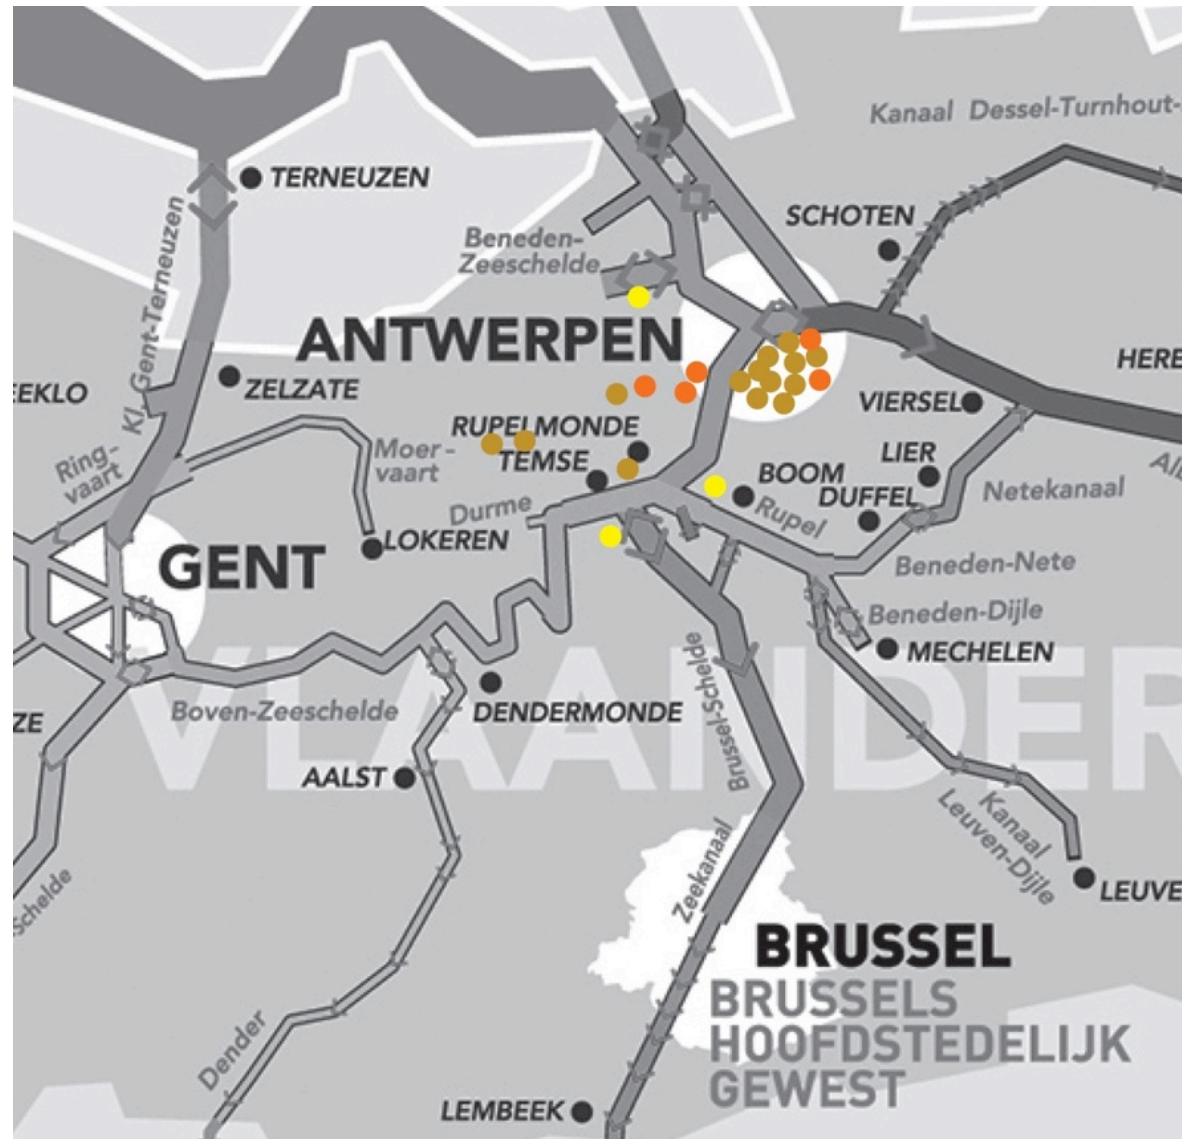 Kanaal Dessel-Turnhout-
TERNEUZEN
SCHOTEN
Beneden-
Zeeschelde
Kl. Gent-Terneuzen
ANTWERPEN
HERE
EEKLO
ZELZATE
VIERSEL
RUPELMONDE
Moer-
vaart
Ring-
vaart
TEMSE
LIER
BOOM
Alb
DUFFEL
Netekanaal
Durme
Rupel
LOKEREN
GENT
Beneden-Nete
Beneden-Dijle
MECHELEN
VLAANDER
Boven-Zeeschelde
DENDERMONDE
ZE
Brussel-Schelde
AALST
Kanaal
Leuven-Dijle
Zeekanaal
Schelde
LEUVE
BRUSSEL
BRUSSELS
HOOFDSTEDELIJK
GEWEST
Dender
LEMBEEK